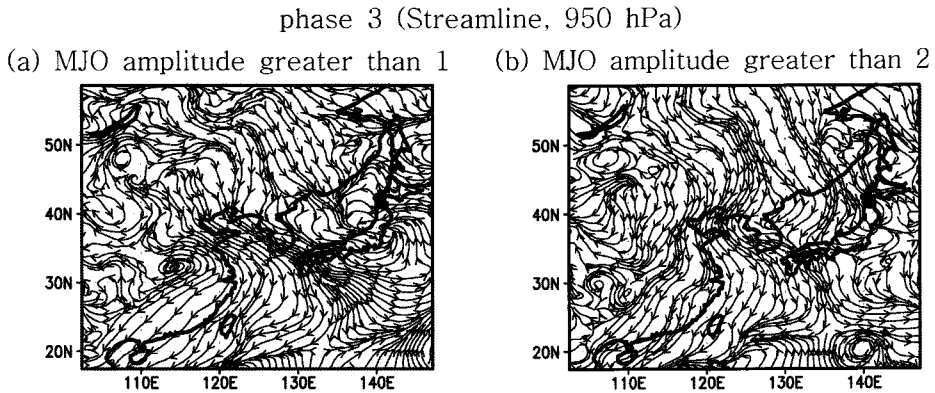 phase 3 (Streamline, 950 hPa)
(a) MJO amplitude greater than 1
(b) MJO amplitude greater than 2
50N
40N
30N
20N
110E 120E 130E 140E
50N
40N
30N
20N
110E 120E 130E 140E